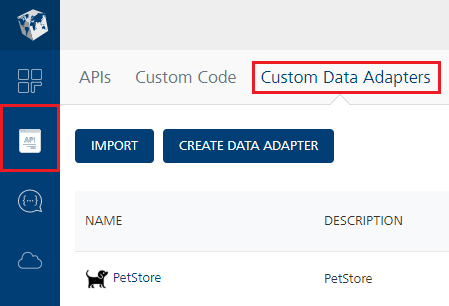 APIs Custom Code Custom Data Adapters
API
IMPORT CREATE DATA ADAPTER
{...}
NAME DESCRIPTION
PetStore PetStore